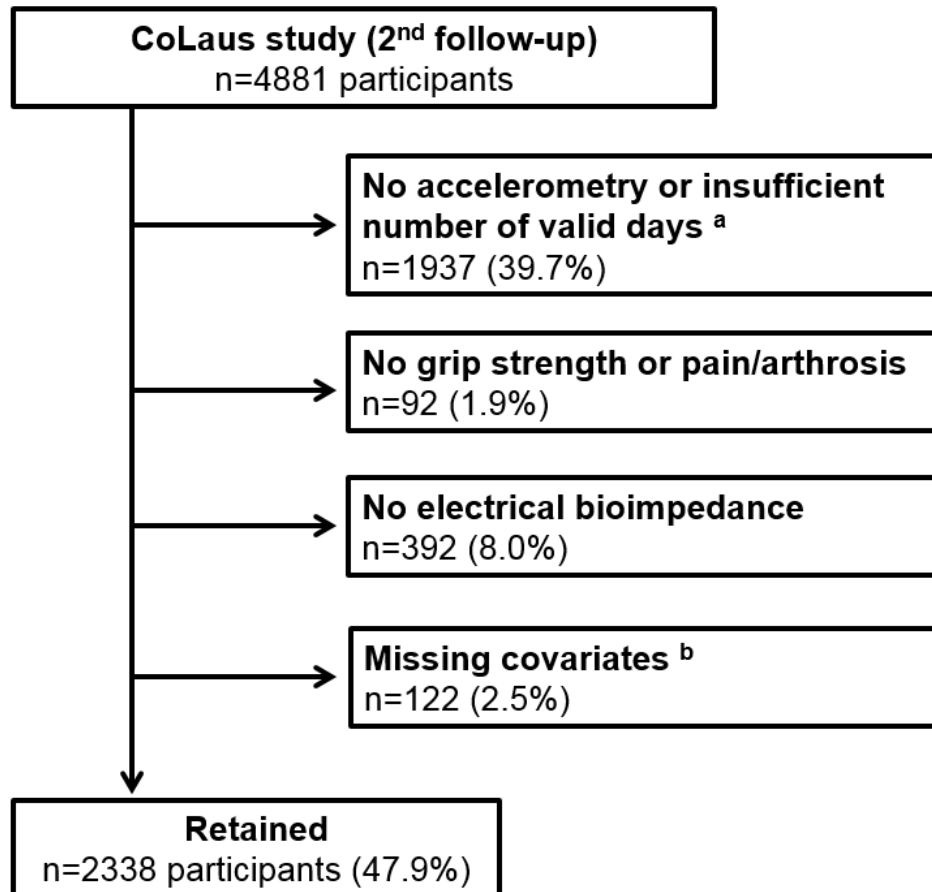 CoLaus study (2nd follow-up)
n=4881 participants
No accelerometry or insufficient
number of valid days a
n=1937 (39.7%)
No grip strength or pain/arthrosis
n=92 (1.9%)
No electrical bioimpedance
n=392 (8.0%)
Missing covariates b
n=122 (2.5%)
Retained
n=2338 participants (47.9%)